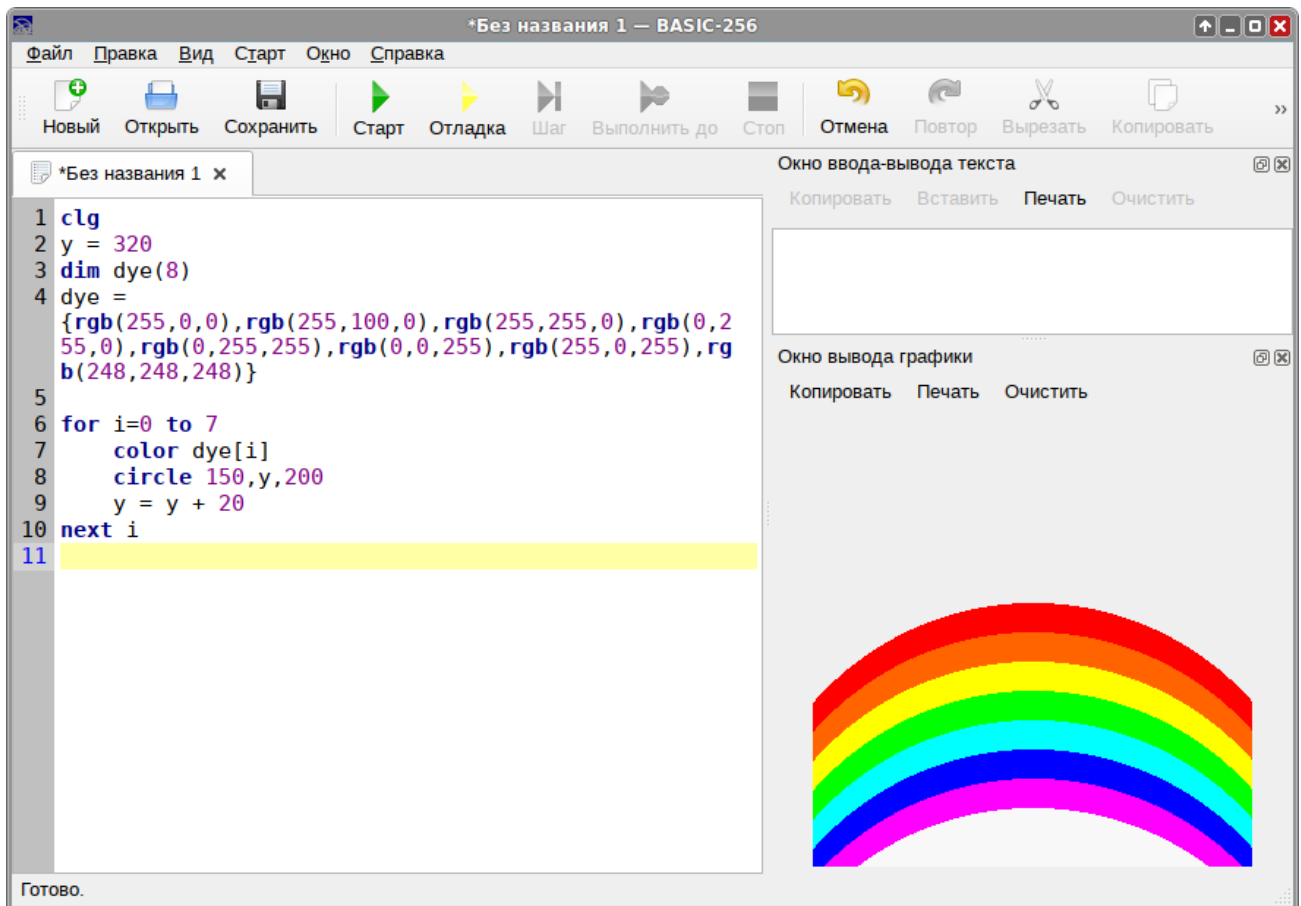 *Без названия 1 — BASIC-256
Файл Правка Вид Старт Окно Справка
Новый Открыть Сохранить Старт Отладка Шаг Выполнить до Стоп Отмена Повтор Вырезать Копировать »
*Без названия 1
1 clg
2 y = 320
3 dim dye(8)
4 dye =
{rgb(255,0,0),rgb(255,100,0),rgb(255,255,0),rgb(0,2
55,0),rgb(0,255,255),rgb(0,0,255),rgb(255,0,255),rg
b(248,248,248)}
5
6 for i=0 to 7
7 color dye[i]
8 circle 150,y,200
9 y = y + 20
10 next i
11
Окно ввода-вывода текста
Копировать Вставить Печать Очистить
Окно вывода графики
Копировать Печать Очистить
Готово.